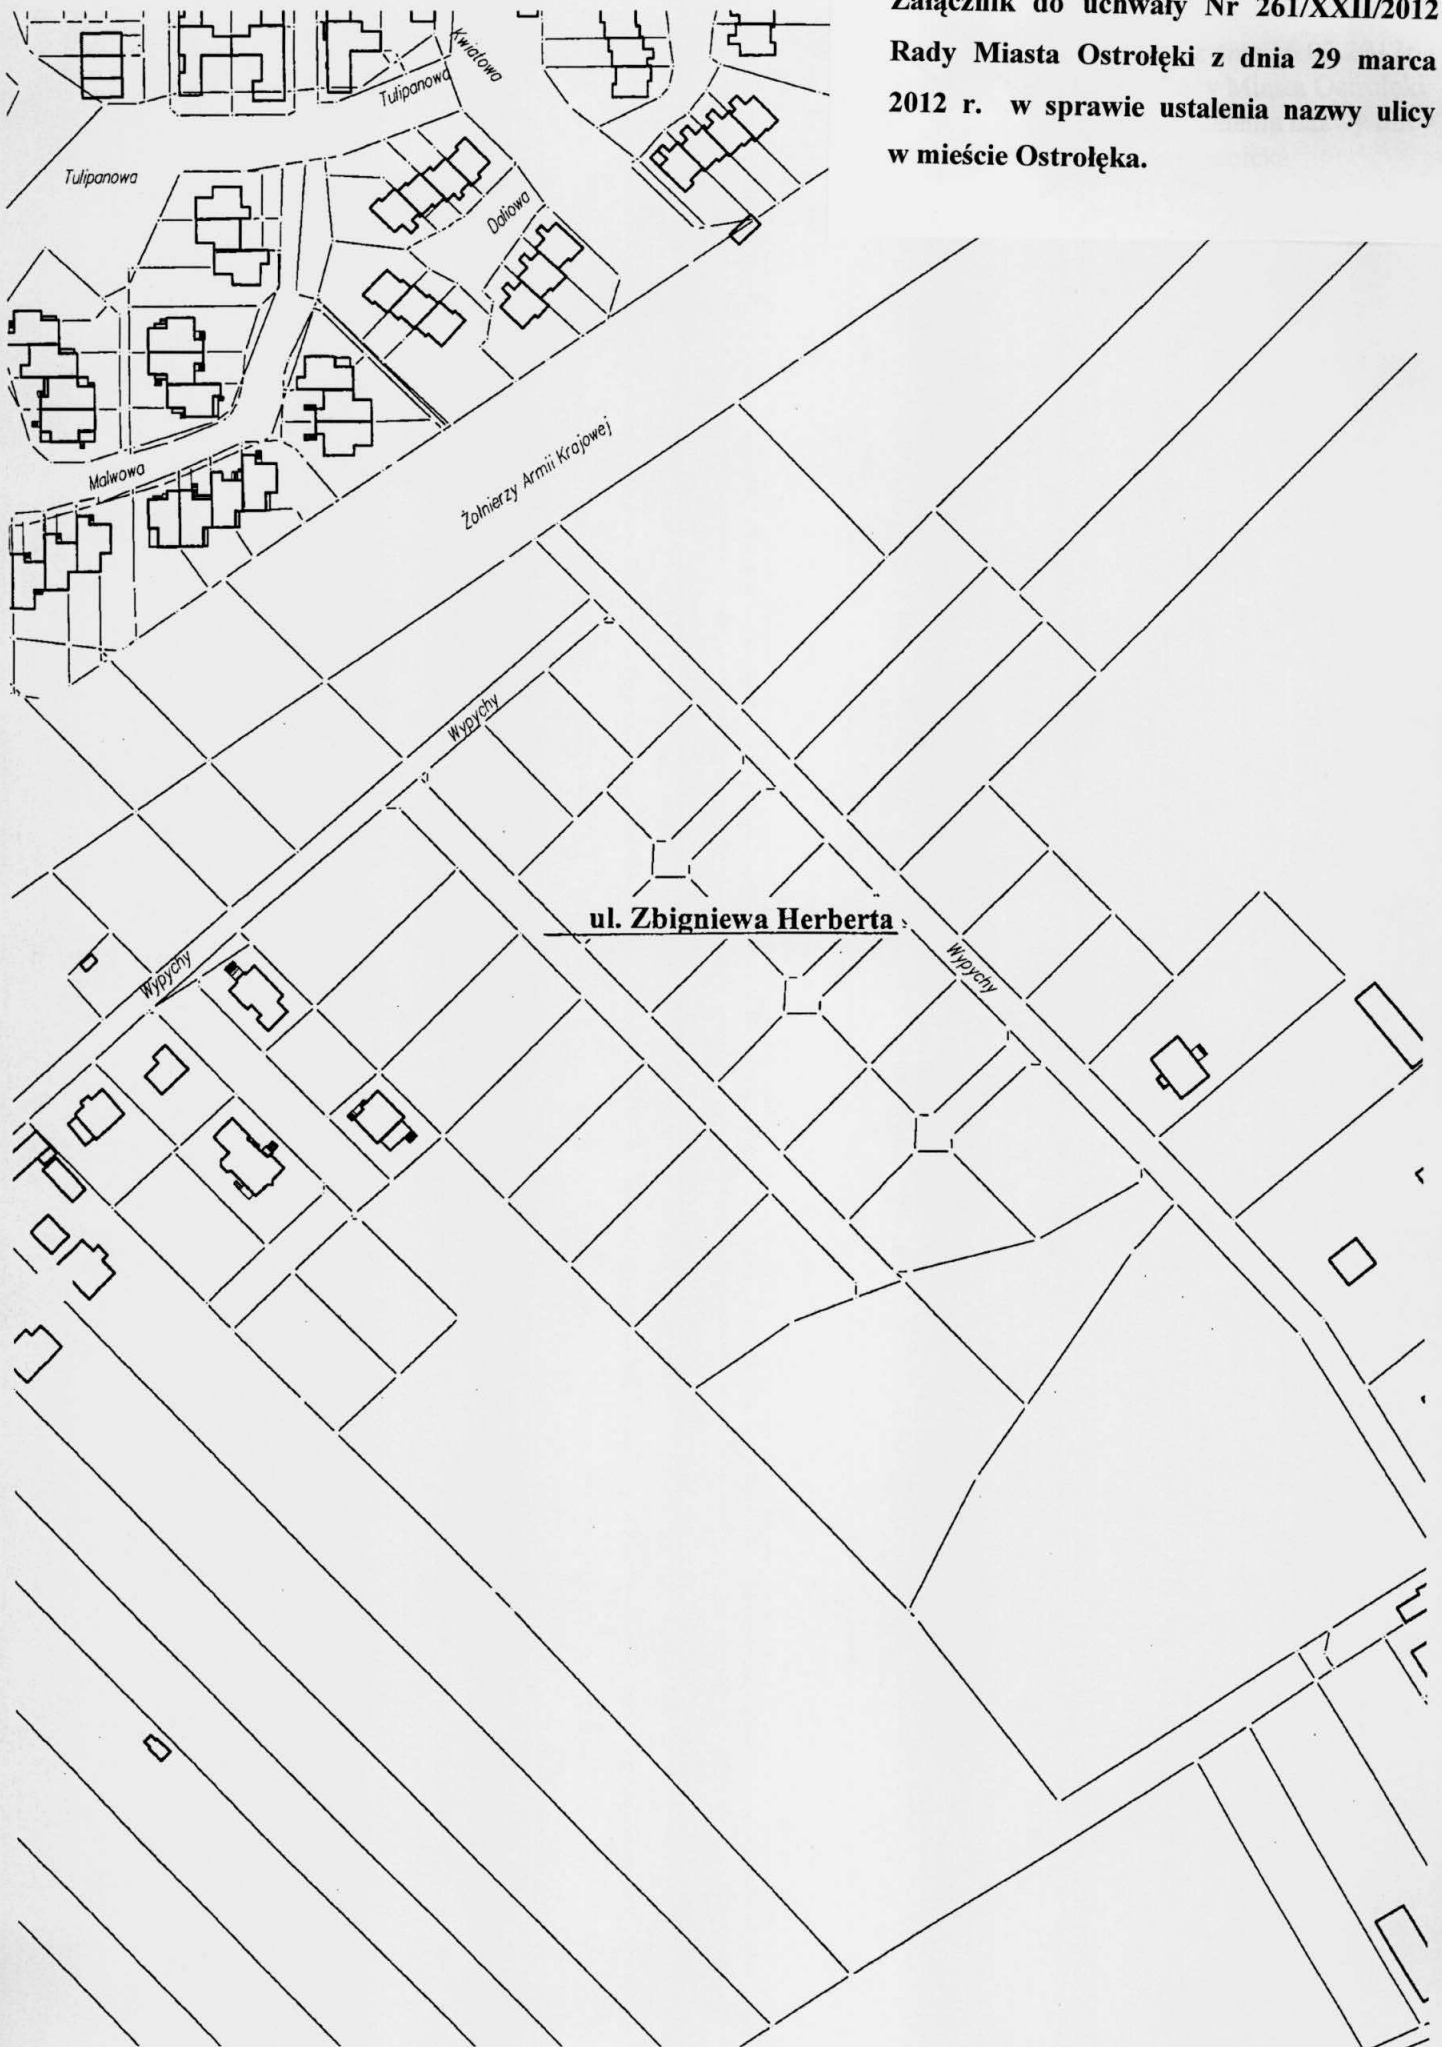 Załącznik do uchwały Nr 261/XXII/2012
Rady Miasta Ostrołęki z dnia 29 marca
2012 r. w sprawie ustalenia nazwy ulicy
w mieście Ostrołęka.
Kwiatowa
Tulipanowa
Tulipanowa
Daliowa
Malwowa
Żołnierzy Armii Krajowej
Wypychy
ul. Zbigniewa Herberta
Wypychy
Wypychy